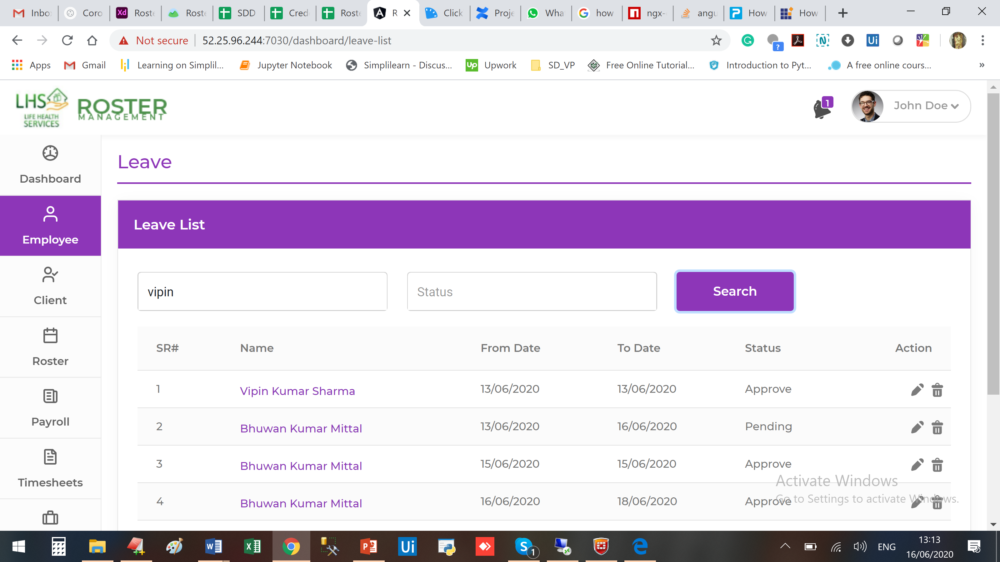 Inbo Coro Roste Roste SDD Cred Roste R Click Proje Wha how ngx- angu How How
Not secure 52.25.96.244:7030/dashboard/leave-list
Apps Gmail Learning on Simplil... Jupyter Notebook Simplilearn - Discus... Upwork SD_VP Free Online Tutorial... Introduction to Pyt... A free online cours... »
LHS
LIFE HEALTH
SERVICES
ROSTER
MANAGEMENT
1
John Doe
Dashboard
Employee
Client
Roster
Payroll
Timesheets
Leave
Leave List
vipin Status Search
SR# Name From Date To Date Status Action
1 Vipin Kumar Sharma 13/06/2020 13/06/2020 Approve
2 Bhuwan Kumar Mittal 13/06/2020 16/06/2020 Pending
3 Bhuwan Kumar Mittal 15/06/2020 15/06/2020 Approve
4 Bhuwan Kumar Mittal 16/06/2020 18/06/2020 Approve
Activate Windows
Go to Settings to activate Windows.
ENG
13:13
16/06/2020